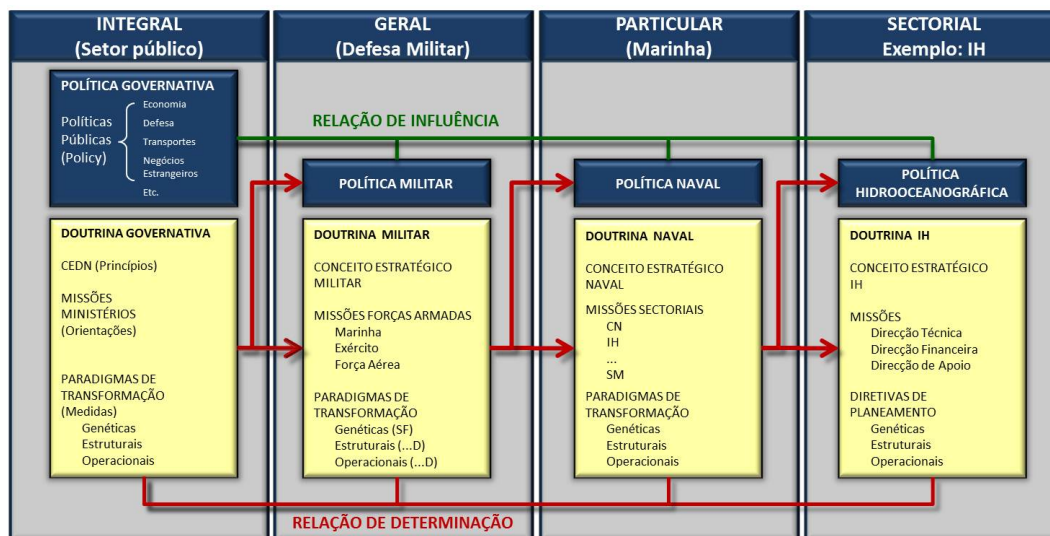 INTEGRAL
(Setor público)
GERAL
(Defesa Militar)
PARTICULAR
(Marinha)
SECTORIAL
Exemplo: IH
POLÍTICA GOVERNATIVA
Políticas
Públicas
(Policy)
Economia
Defesa
Transportes
Negócios
Estrangeiros
Etc.
RELAÇÃO DE INFLUÊNCIA
POLÍTICA MILITAR
POLÍTICA NAVAL
POLÍTICA
HIDROOCEANOGRÁFICA
DOUTRINA GOVERNATIVA
CEDN (Princípios)
MISSÕES
MINISTÉRIOS
(Orientações)
PARADIGMAS DE
TRANSFORMAÇÃO
(Medidas)
Genéticas
Estruturais
Operacionais
DOUTRINA MILITAR
CONCEITO ESTRATÉGICO
MILITAR
MISSÕES FORÇAS ARMADAS
Marinha
Exército
Força Aérea
PARADIGMAS DE
TRANSFORMAÇÃO
Genéticas (SF)
Estruturais (...D)
Operacionais (...D)
DOUTRINA NAVAL
CONCEITO ESTRATÉGICO
NAVAL
MISSÕES SECTORIAIS
CN
IH
...
SM
PARADIGMAS DE
TRANSFORMAÇÃO
Genéticas
Estruturais
Operacionais
DOUTRINA IH
CONCEITO ESTRATÉGICO
IH
MISSÕES
Direcção Técnica
Direcção Financeira
Direcção de Apoio
DIRETIVAS DE
PLANEAMENTO
Genéticas
Estruturais
Operacionais
RELAÇÃO DE DETERMINAÇÃO